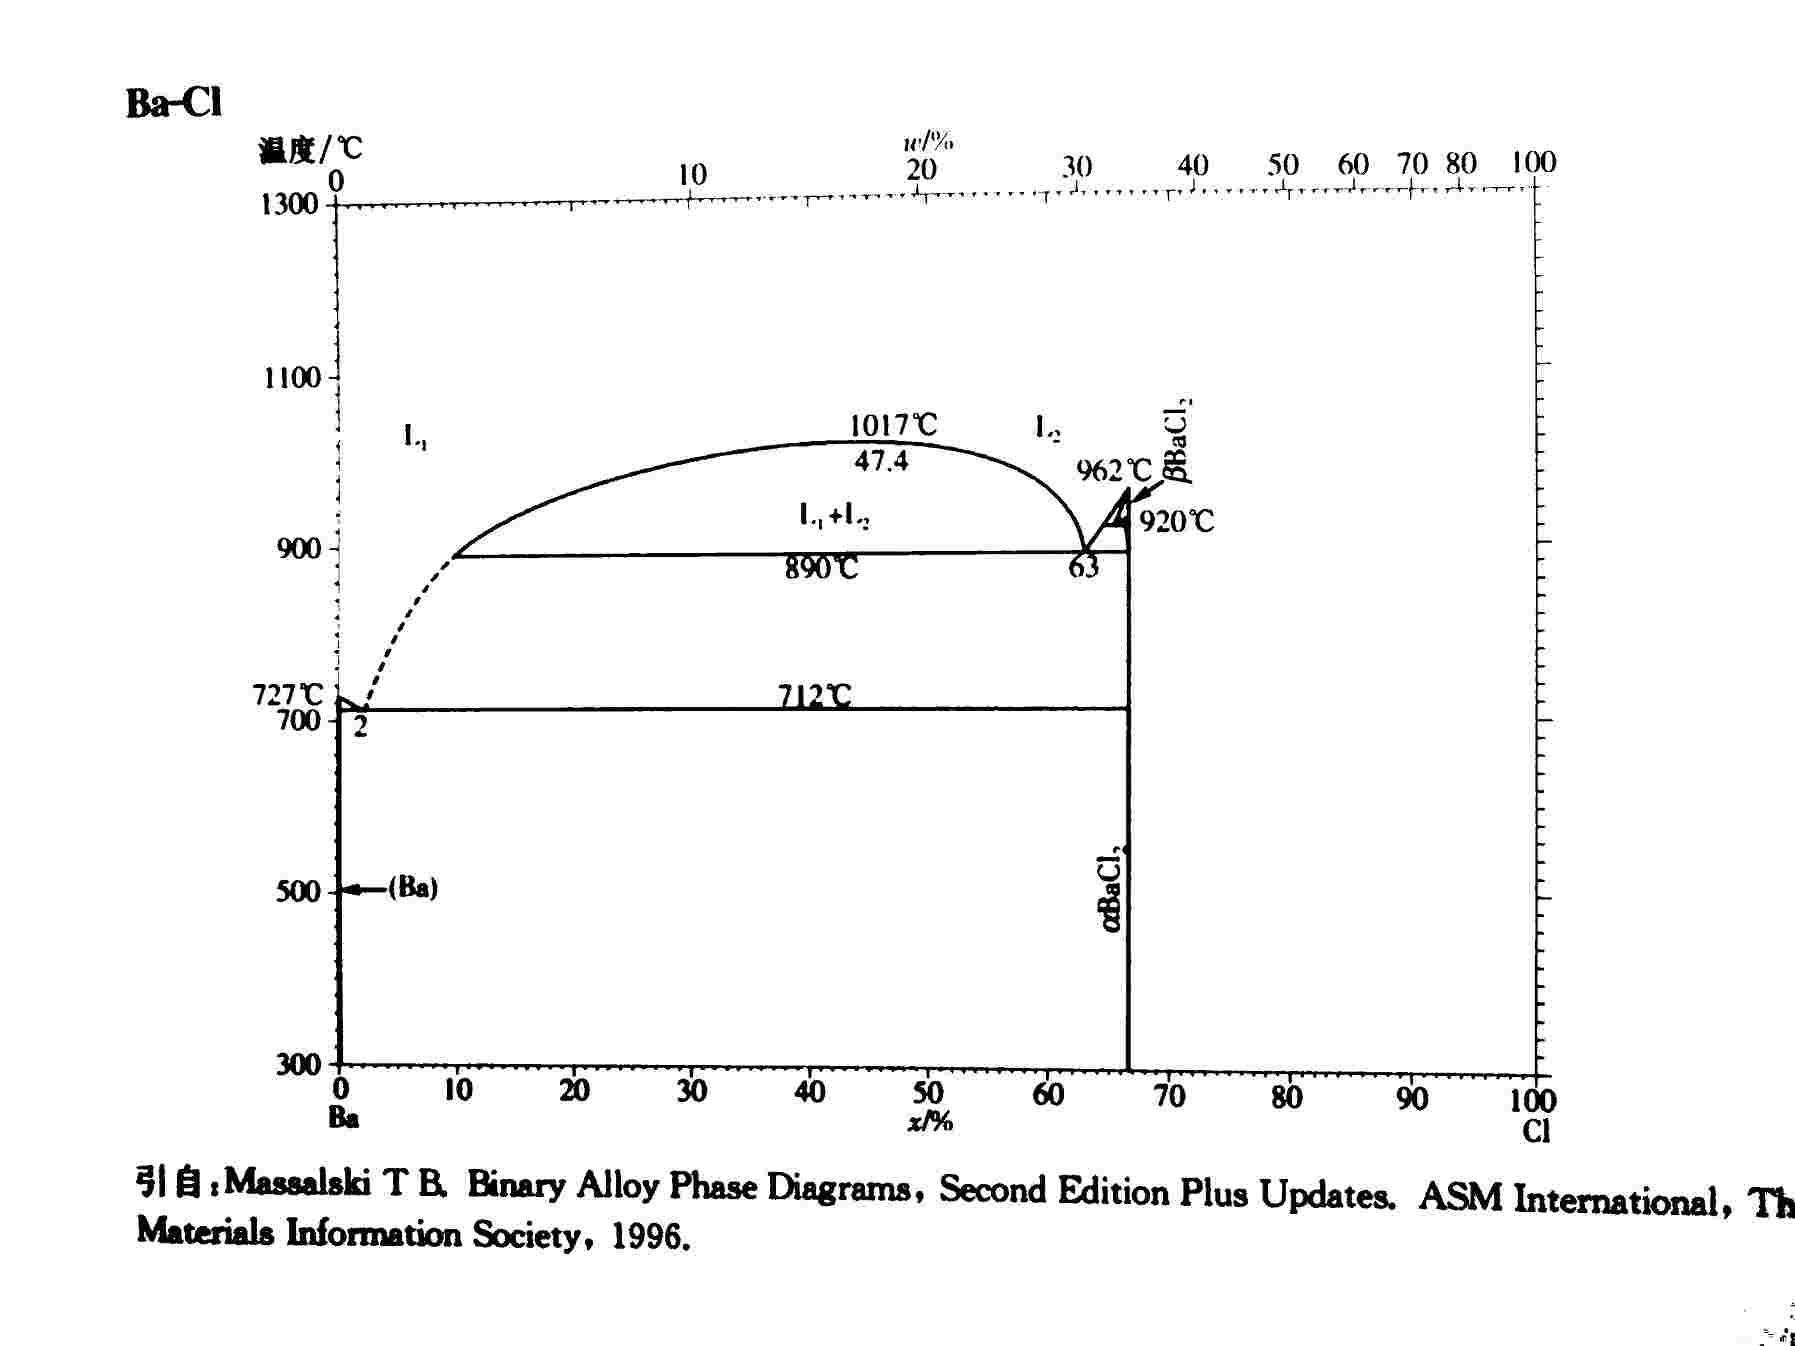 Ba-Cl
温度/℃
w/%
0 10 20 30 40 50 60 70 80 100
1300
1100
1017℃
L₁
L₂
βBaCl₂
47.4
962℃
L₁+L₂
920℃
900
890℃
63
727℃
712℃
700
2
500
(Ba)
αBaCl₂
300
0 10 20 30 40 50 60 70 80 90 100
Ba x/% Cl
引自:Massalski T B. Binary Alloy Phase Diagrams, Second Edition Plus Updates. ASM International, Th
Materials Information Society, 1996.